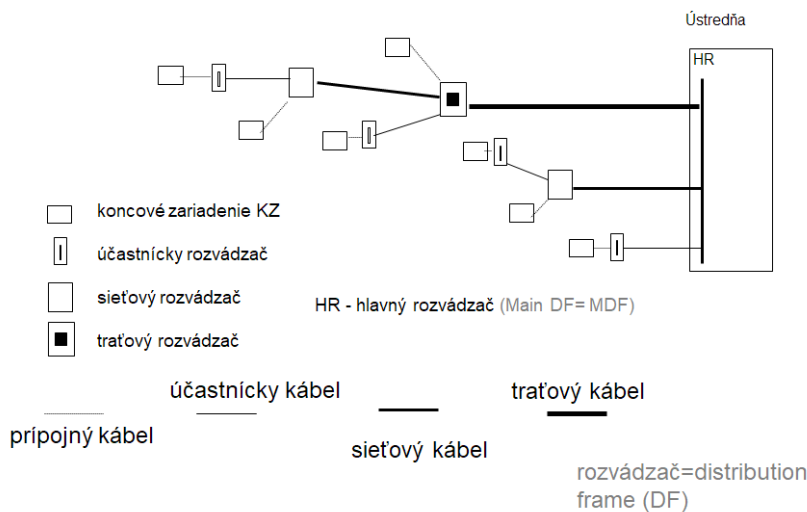 Ústredňa
HR
koncové zariadenie KZ
účastnícky rozvádzač
sieťový rozvádzač
HR - hlavný rozvádzač (Main DF= MDF)
traťový rozvádzač
účastnícky kábel
traťový kábel
prípojný kábel
sieťový kábel
rozvádzač=distribution
frame (DF)